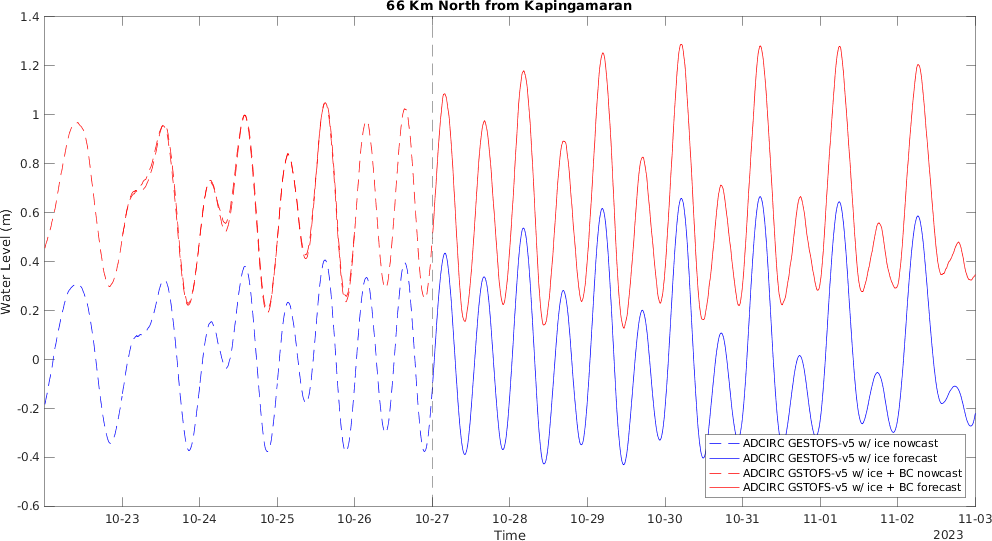 66 Km North from Kapingamaran
1.4
1.2
1
0.8
0.6
0.4
0.2
0
-0.2
-0.4
-0.6
Water Level (m)
ADCIRC GESTOFS-v5 w/ ice nowcast
ADCIRC GESTOFS-v5 w/ ice forecast
ADCIRC GSTOFS-v5 w/ ice + BC nowcast
ADCIRC GSTOFS-v5 w/ ice + BC forecast
10-23 10-24 10-25 10-26 10-27 10-28 10-29 10-30 10-31 11-01 11-02 11-03
Time
2023